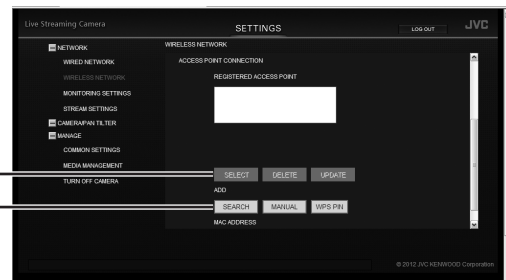 Live Streaming Camera
SETTINGS
LOG OUT
JVC
NETWORK
WIRED NETWORK
WIRELESS NETWORK
MONITORING SETTINGS
STREAM SETTINGS
CAMERA/PAN TILTER
MANAGE
COMMON SETTINGS
MEDIA MANAGEMENT
TURN OFF CAMERA
WIRELESS NETWORK
ACCESS POINT CONNECTION
REGISTERED ACCESS POINT
SELECT DELETE UPDATE
ADD
SEARCH MANUAL WPS PIN
MAC ADDRESS
© 2012 JVC KENWOOD Corporation